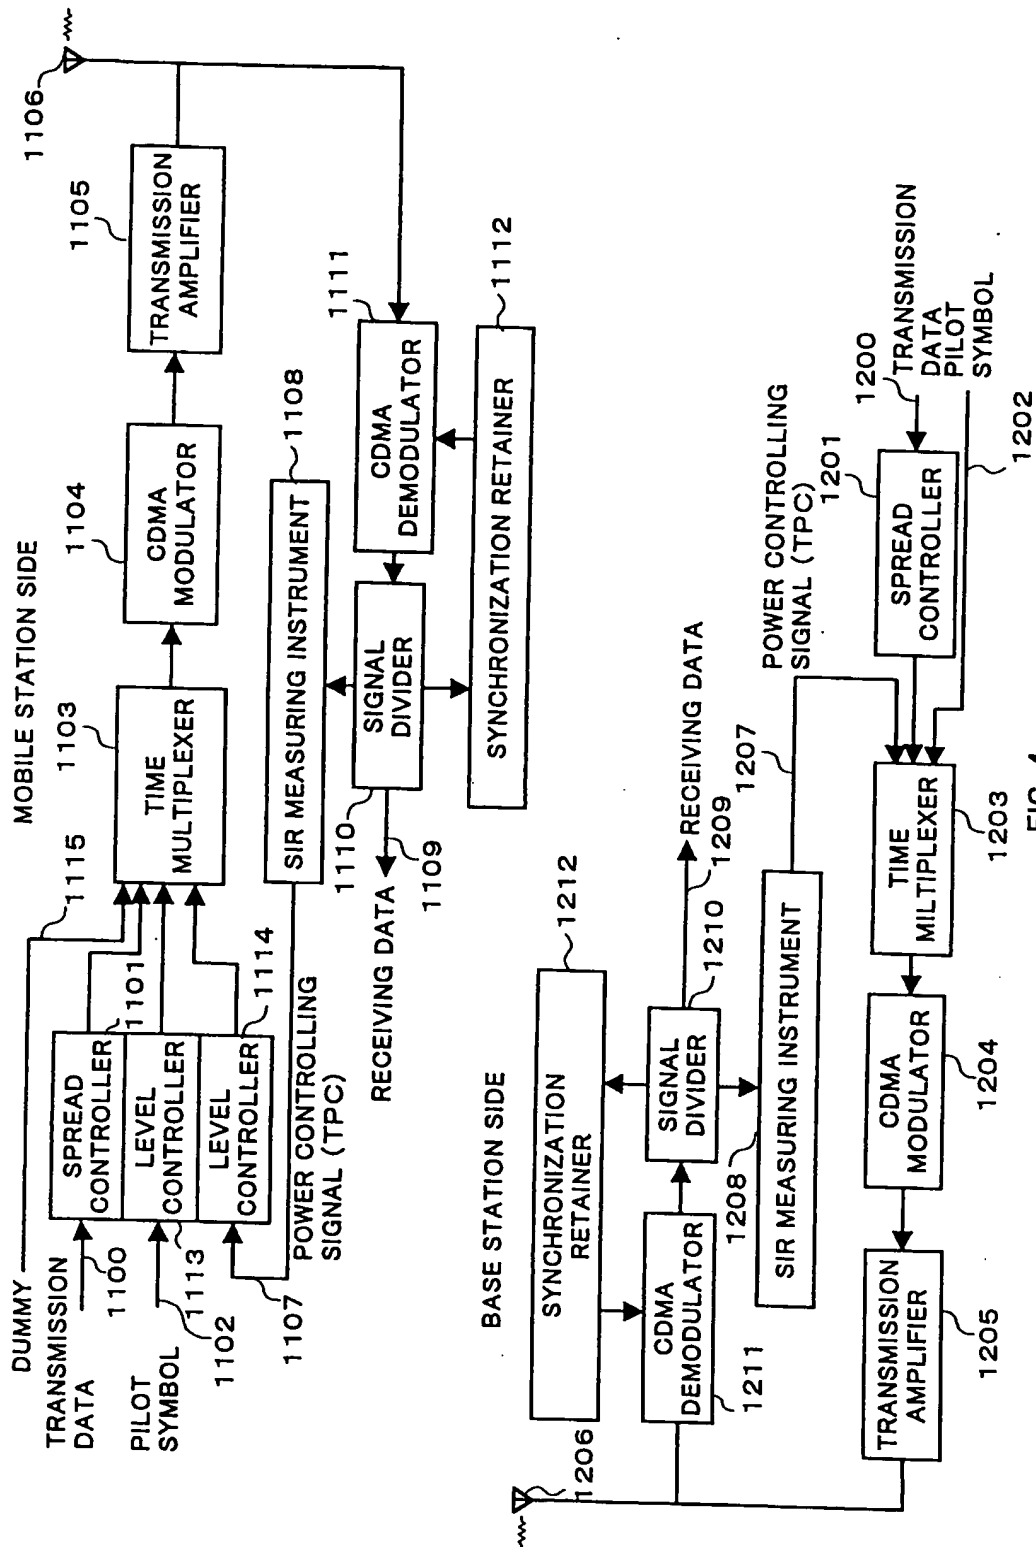 MOBILE STATION SIDE
DUMMY
1115
TRANSMISSION
DATA
1100
SPREAD
CONTROLLER
1101
PILOT
SYMBOL
1102
LEVEL
CONTROLLER
1113
LEVEL
CONTROLLER
1114
1107
POWER CONTROLLING
SIGNAL (TPC)
TIME
MULTIPLEXER
1103
CDMA
MODULATOR
1104
TRANSMISSION
AMPLIFIER
1105
1106
SIR MEASURING INSTRUMENT
1108
RECEIVING DATA
1109
SIGNAL
DIVIDER
1110
CDMA
DEMODULATOR
1111
SYNCHRONIZATION RETAINER
1112
BASE STATION SIDE
1206
SYNCHRONIZATION
RETAINER
1212
CDMA
DEMODULATOR
1211
SIGNAL
DIVIDER
1210
RECEIVING DATA
1209
1208
SIR MEASURING INSTRUMENT
1207
POWER CONTROLLING
SIGNAL (TPC)
TRANSMISSION
AMPLIFIER
1205
CDMA
MODULATOR
1204
TIME
MILTIPLEXER
1203
SPREAD
CONTROLLER
1201
1200
TRANSMISSION
DATA
PILOT
SYMBOL
1202
FIG. 4